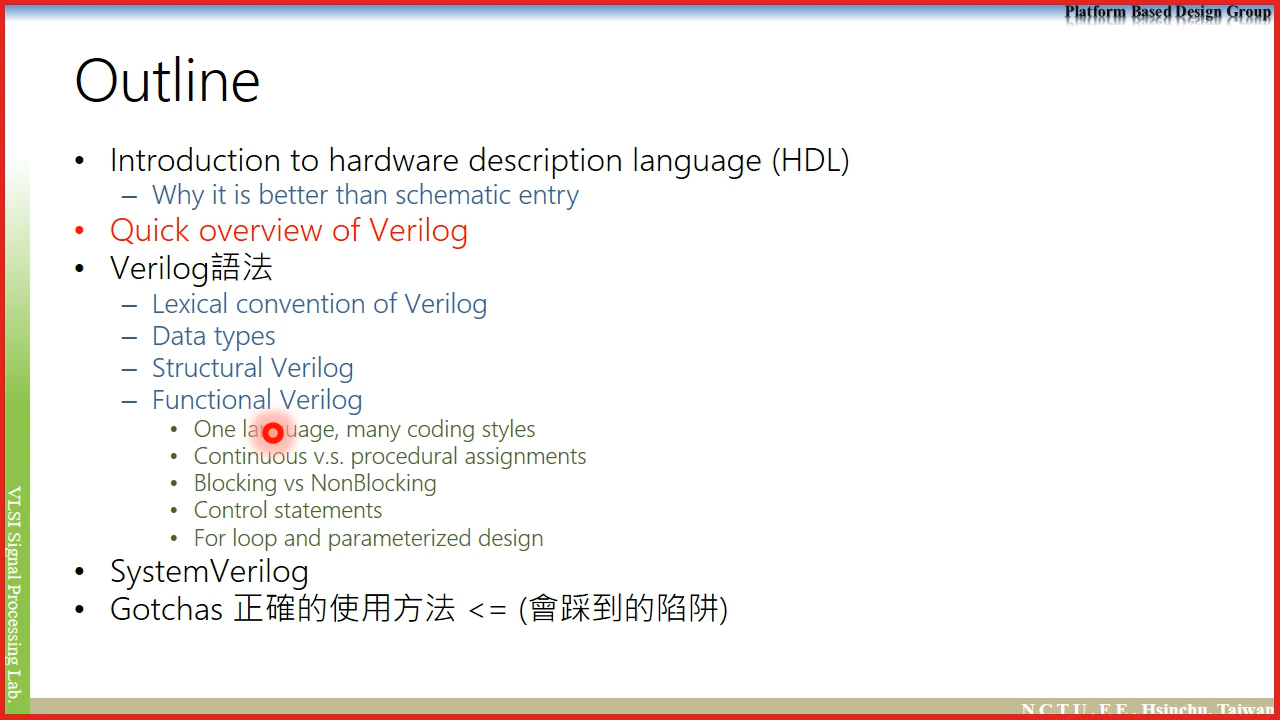 Platform Based Design Group
Outline
• Introduction to hardware description language (HDL)
– Why it is better than schematic entry
• Quick overview of Verilog
• Verilog語法
– Lexical convention of Verilog
– Data types
– Structural Verilog
– Functional Verilog
• One language, many coding styles
• Continuous v.s. procedural assignments
• Blocking vs NonBlocking
• Control statements
• For loop and parameterized design
• SystemVerilog
• Gotchas 正確的使用方法 <= (會踩到的陷阱)
VLSI Signal Processing Lab.
N C T U . E E , Hsinchu, Taiwan